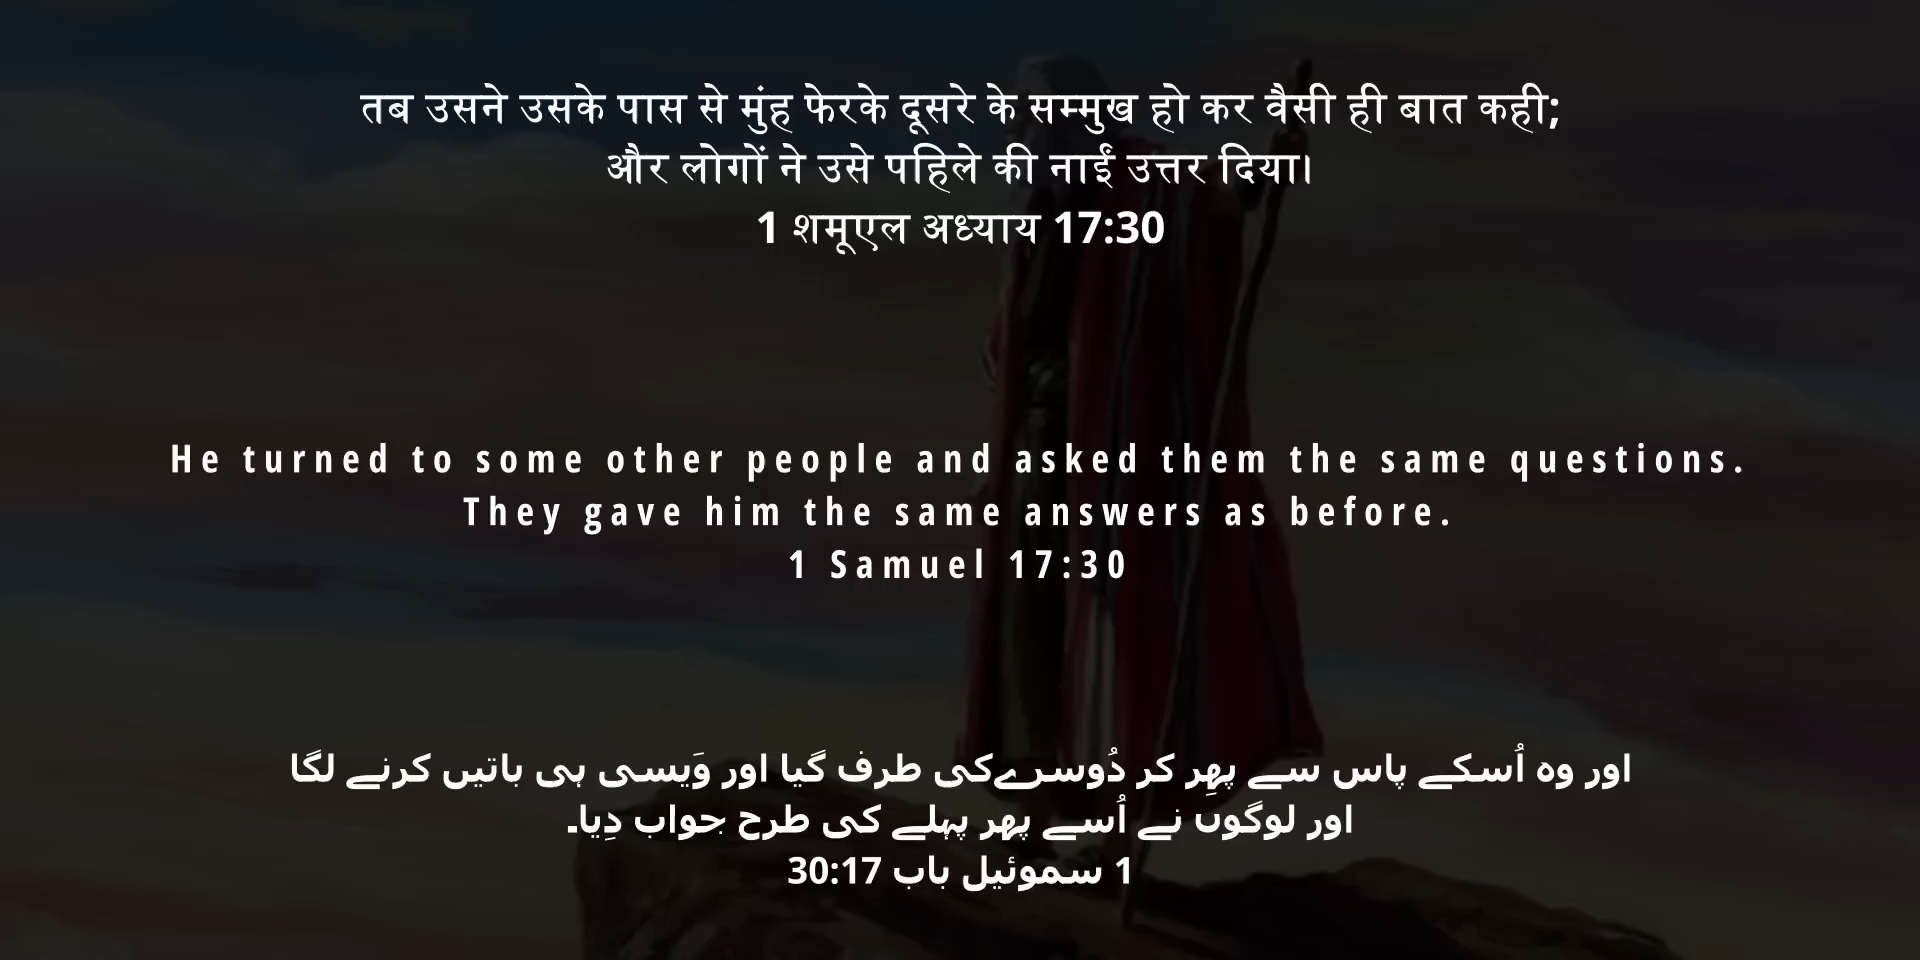 तब उसने उसके पास से मुंह फेरके दूसरे के सम्मुख हो कर वैसी ही बात कही;
और लोगों ने उसे पहिले की नाईं उत्तर दिया।
1 शमूएल अध्याय 17:30
He turned to some other people and asked them the same questions.
They gave him the same answers as before.
1 Samuel 17:30
اور وہ اُسکے پاس سے پھِر کر دُوسرےکی طرف گیا اور وَیسی ہی باتیں کرنے لگا
اور لوگوں نے اُسے پھر پہلے کی طرح جواب دِیا۔
1 سموئیل باب 30:17